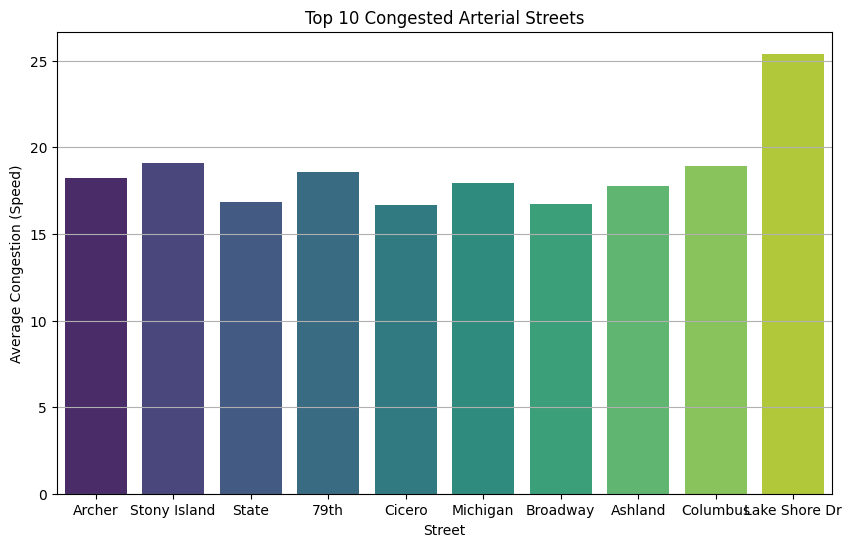 Top 10 Congested Arterial Streets
Average Congestion (Speed)
25
20
15
10
5
0
Archer Stony Island State 79th Cicero Michigan Broadway Ashland Columbus Lake Shore Dr
Street